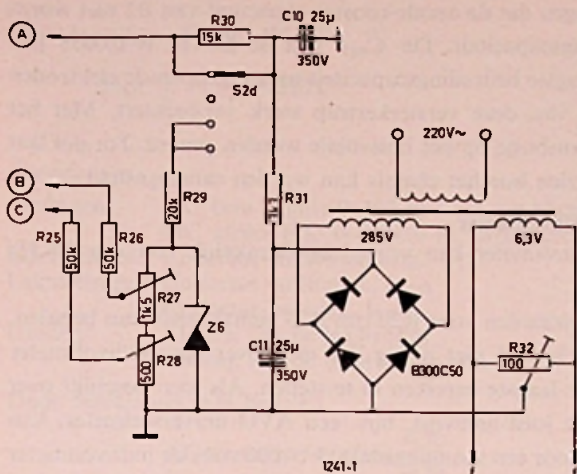 R30
C10 25µ
A
15k
350V
S2d
220V~
B
R29
20k
R31
C
R25
R26
50k
50k
285V
6,3V
R27
1k5
Z6
R28
500
C11 25µ
350V
B300C50
R32
100
1241-1